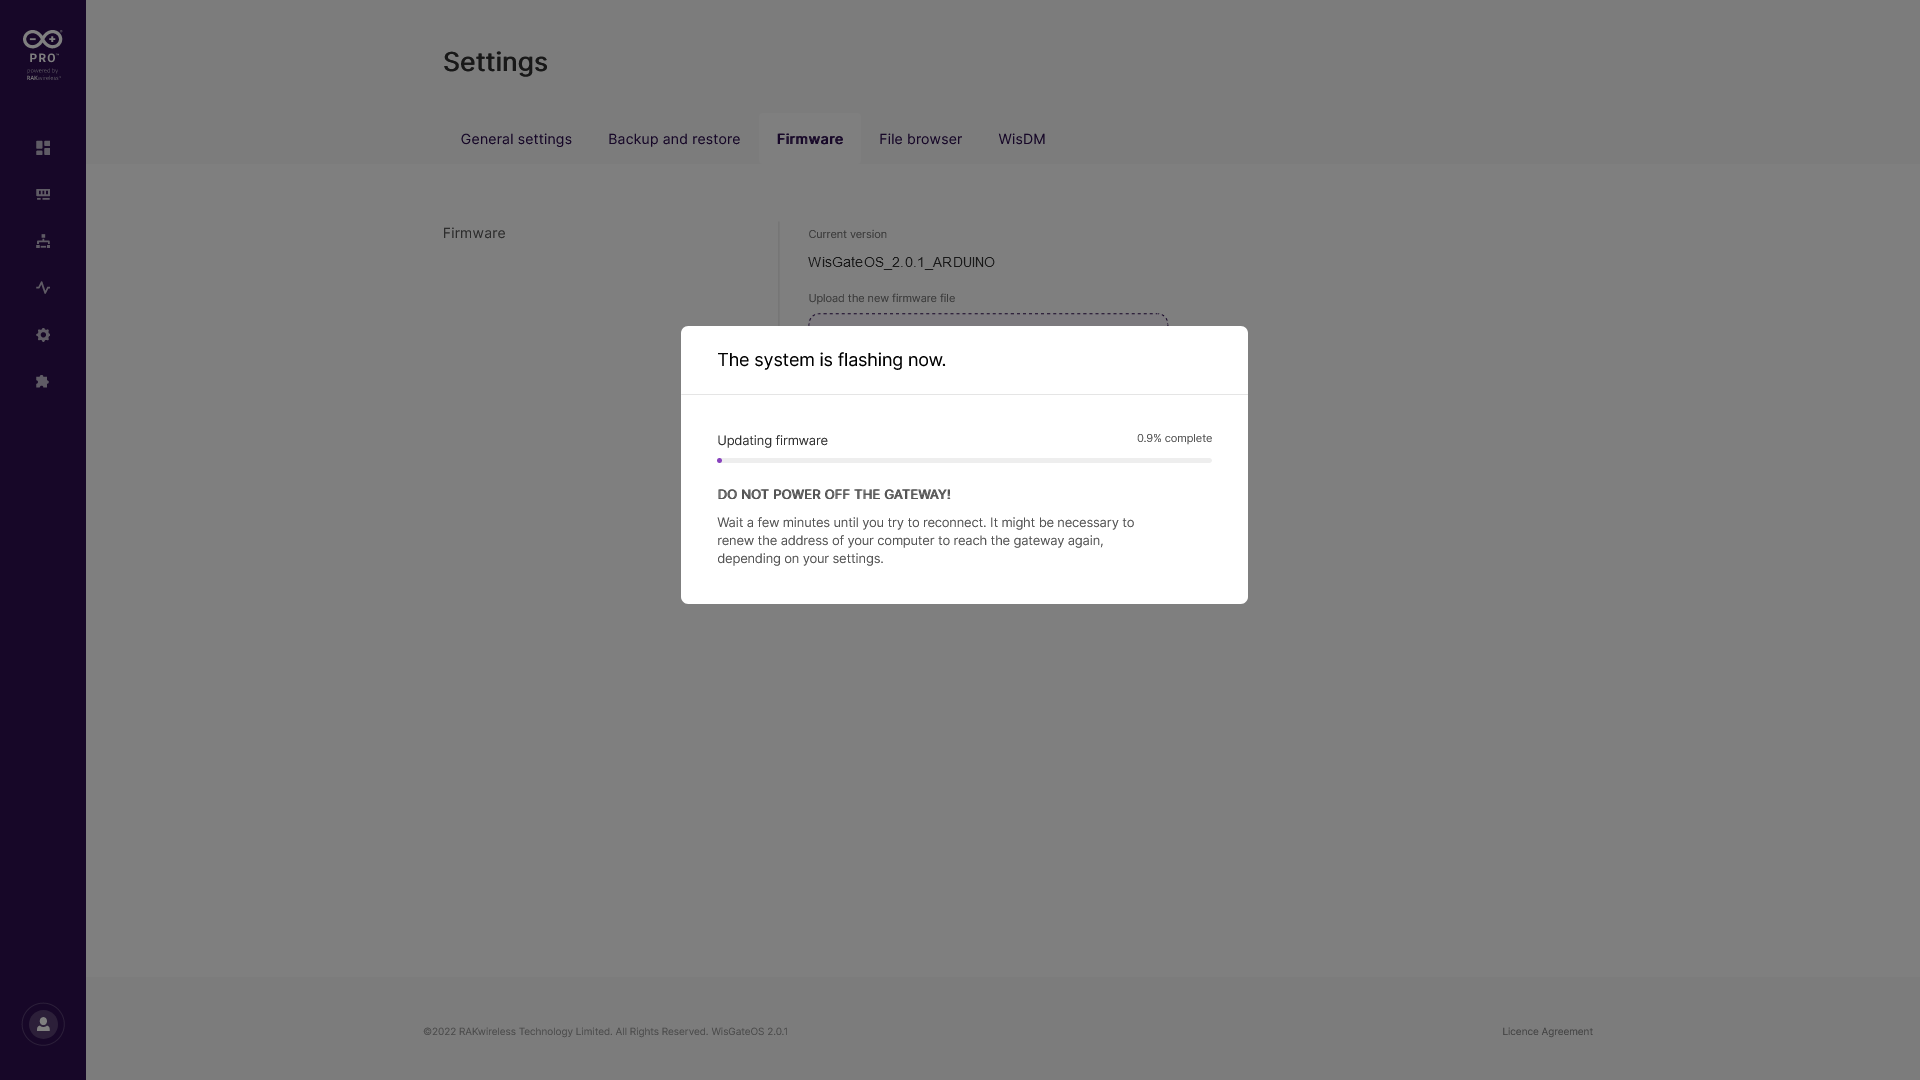 PRO
powered by
RAKwireless
Settings
General settings
Backup and restore
Firmware
File browser
WisDM
Firmware
Current version
WisGateOS_2.0.1_ARDUINO
Upload the new firmware file
The system is flashing now.
Updating firmware
0.9% complete
DO NOT POWER OFF THE GATEWAY!
Wait a few minutes until you try to reconnect. It might be necessary to
renew the address of your computer to reach the gateway again,
depending on your settings.
©2022 RAKwireless Technology Limited. All Rights Reserved. WisGateOS 2.0.1
Licence Agreement